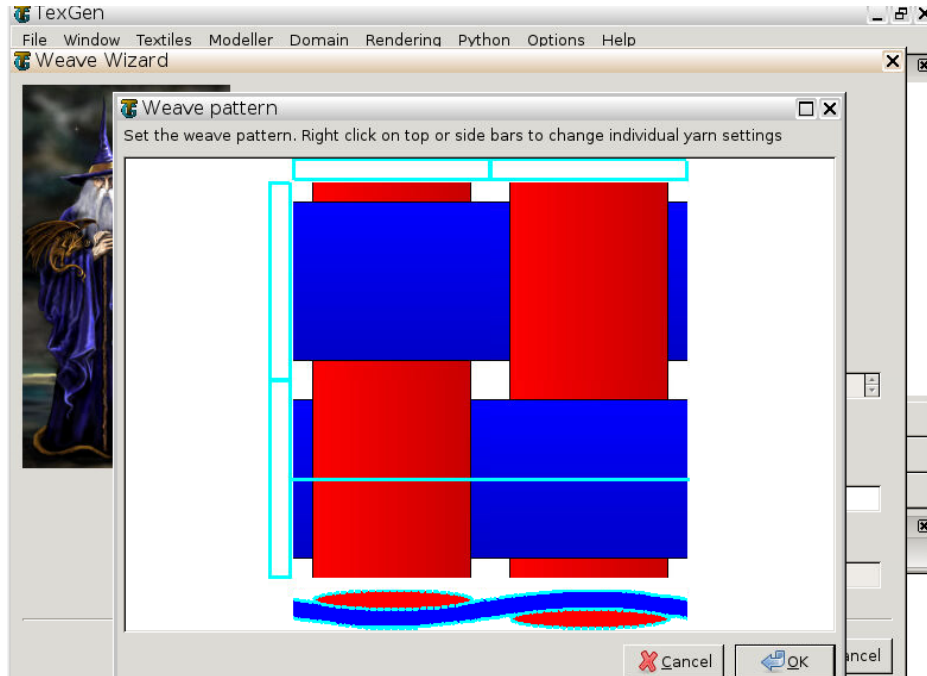 TexGen
File Window Textiles Modeller Domain Rendering Python Options Help
Weave Wizard
Weave pattern
Set the weave pattern. Right click on top or side bars to change individual yarn settings
Cancel OK ancel